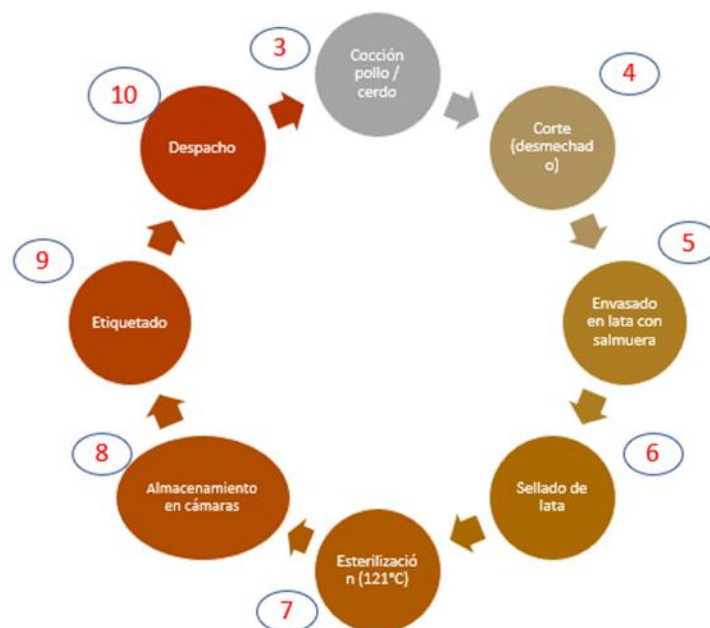 3
Cocción
pollo /
cerdo
4
Corte
(desmechad
o)
5
Envasado
en lata con
salmuera
6
Sellado de
lata
7
Esterilizació
n (121°C)
8
Almacenamiento
en cámaras
9
Etiquetado
10
Despacho